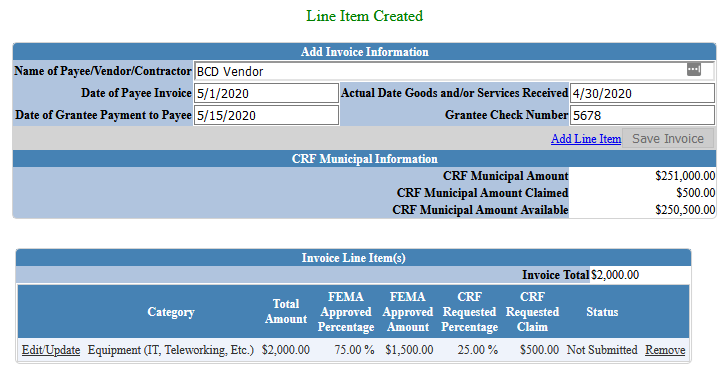 Line Item Created
Add Invoice Information
Name of Payee/Vendor/Contractor BCD Vendor
Date of Payee Invoice 5/1/2020 Actual Date Goods and/or Services Received 4/30/2020
Date of Grantee Payment to Payee 5/15/2020 Grantee Check Number 5678
Add Line Item Save Invoice
CRF Municipal Information
CRF Municipal Amount $251,000.00
CRF Municipal Amount Claimed $500.00
CRF Municipal Amount Available $250,500.00
Invoice Line Item(s)
Invoice Total $2,000.00
Category Total Amount FEMA Approved Percentage FEMA Approved Amount CRF Requested Percentage CRF Requested Claim Status
Edit/Update Equipment (IT, Teleworking, Etc.) $2,000.00 75.00 % $1,500.00 25.00 % $500.00 Not Submitted Remove